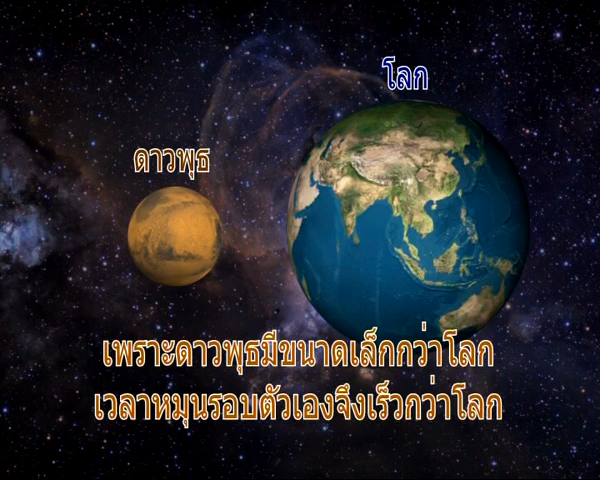 โลก
ดาวพุธ
เพราะดาวพุธมีขนาดเล็กกว่าโลก
เวลาหมุนรอบตัวเองจึงเร็วกว่าโลก